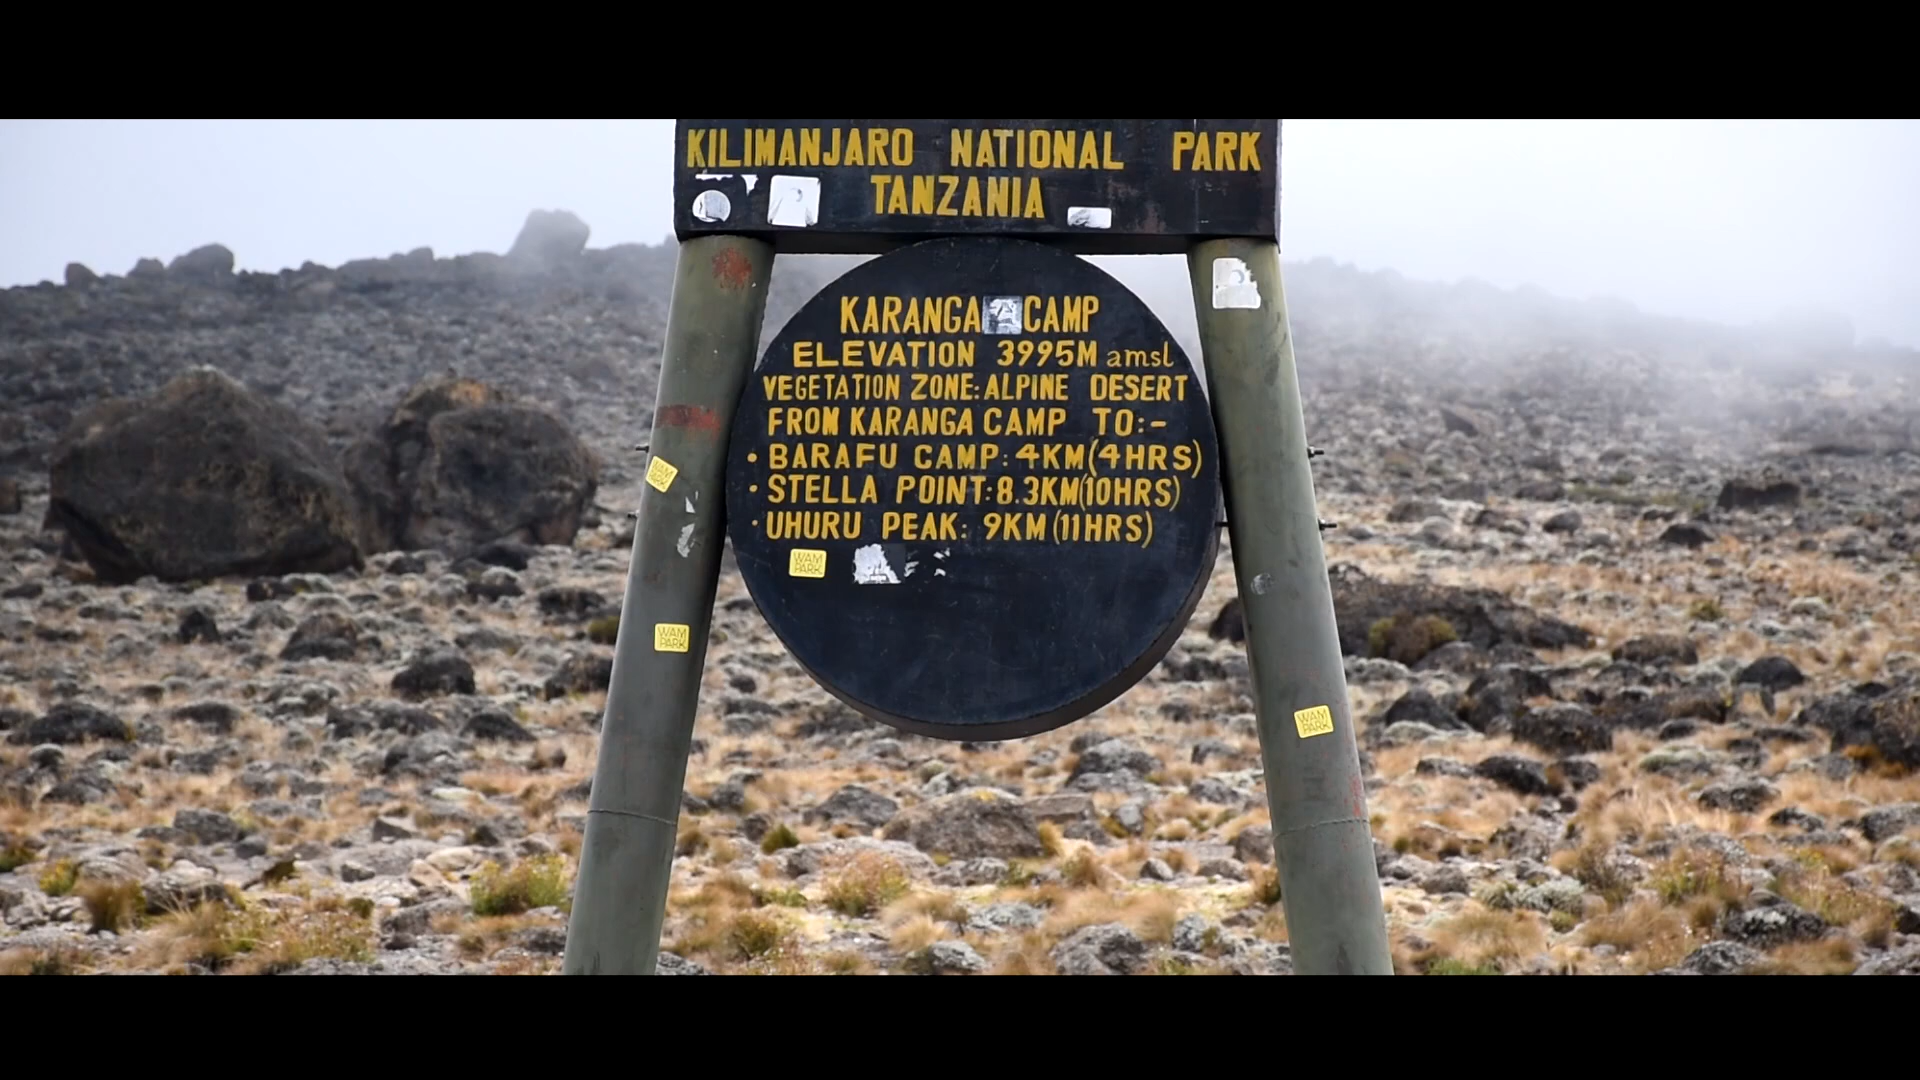 KILIMANJARO NATIONAL PARK
TANZANIA
KARANGA CAMP
ELEVATION 3995M amsl
VEGETATION ZONE: ALPINE DESERT
FROM KARANGA CAMP TO:-
• BARAFU CAMP: 4KM (4HRS)
• STELLA POINT: 8.3KM (10HRS)
• UHURU PEAK: 9KM (11HRS)
WAM
PARK
WAM
PARK
WAM
PARK
WAM
PARK